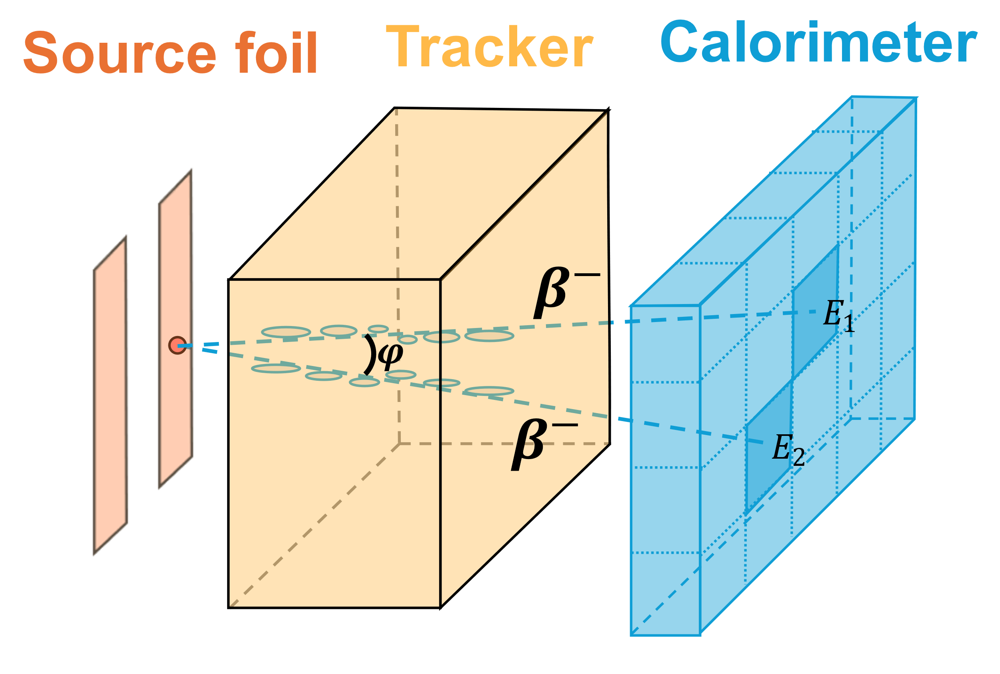 Source foil Tracker Calorimeter
β⁻
E₁
φ
β⁻
E₂